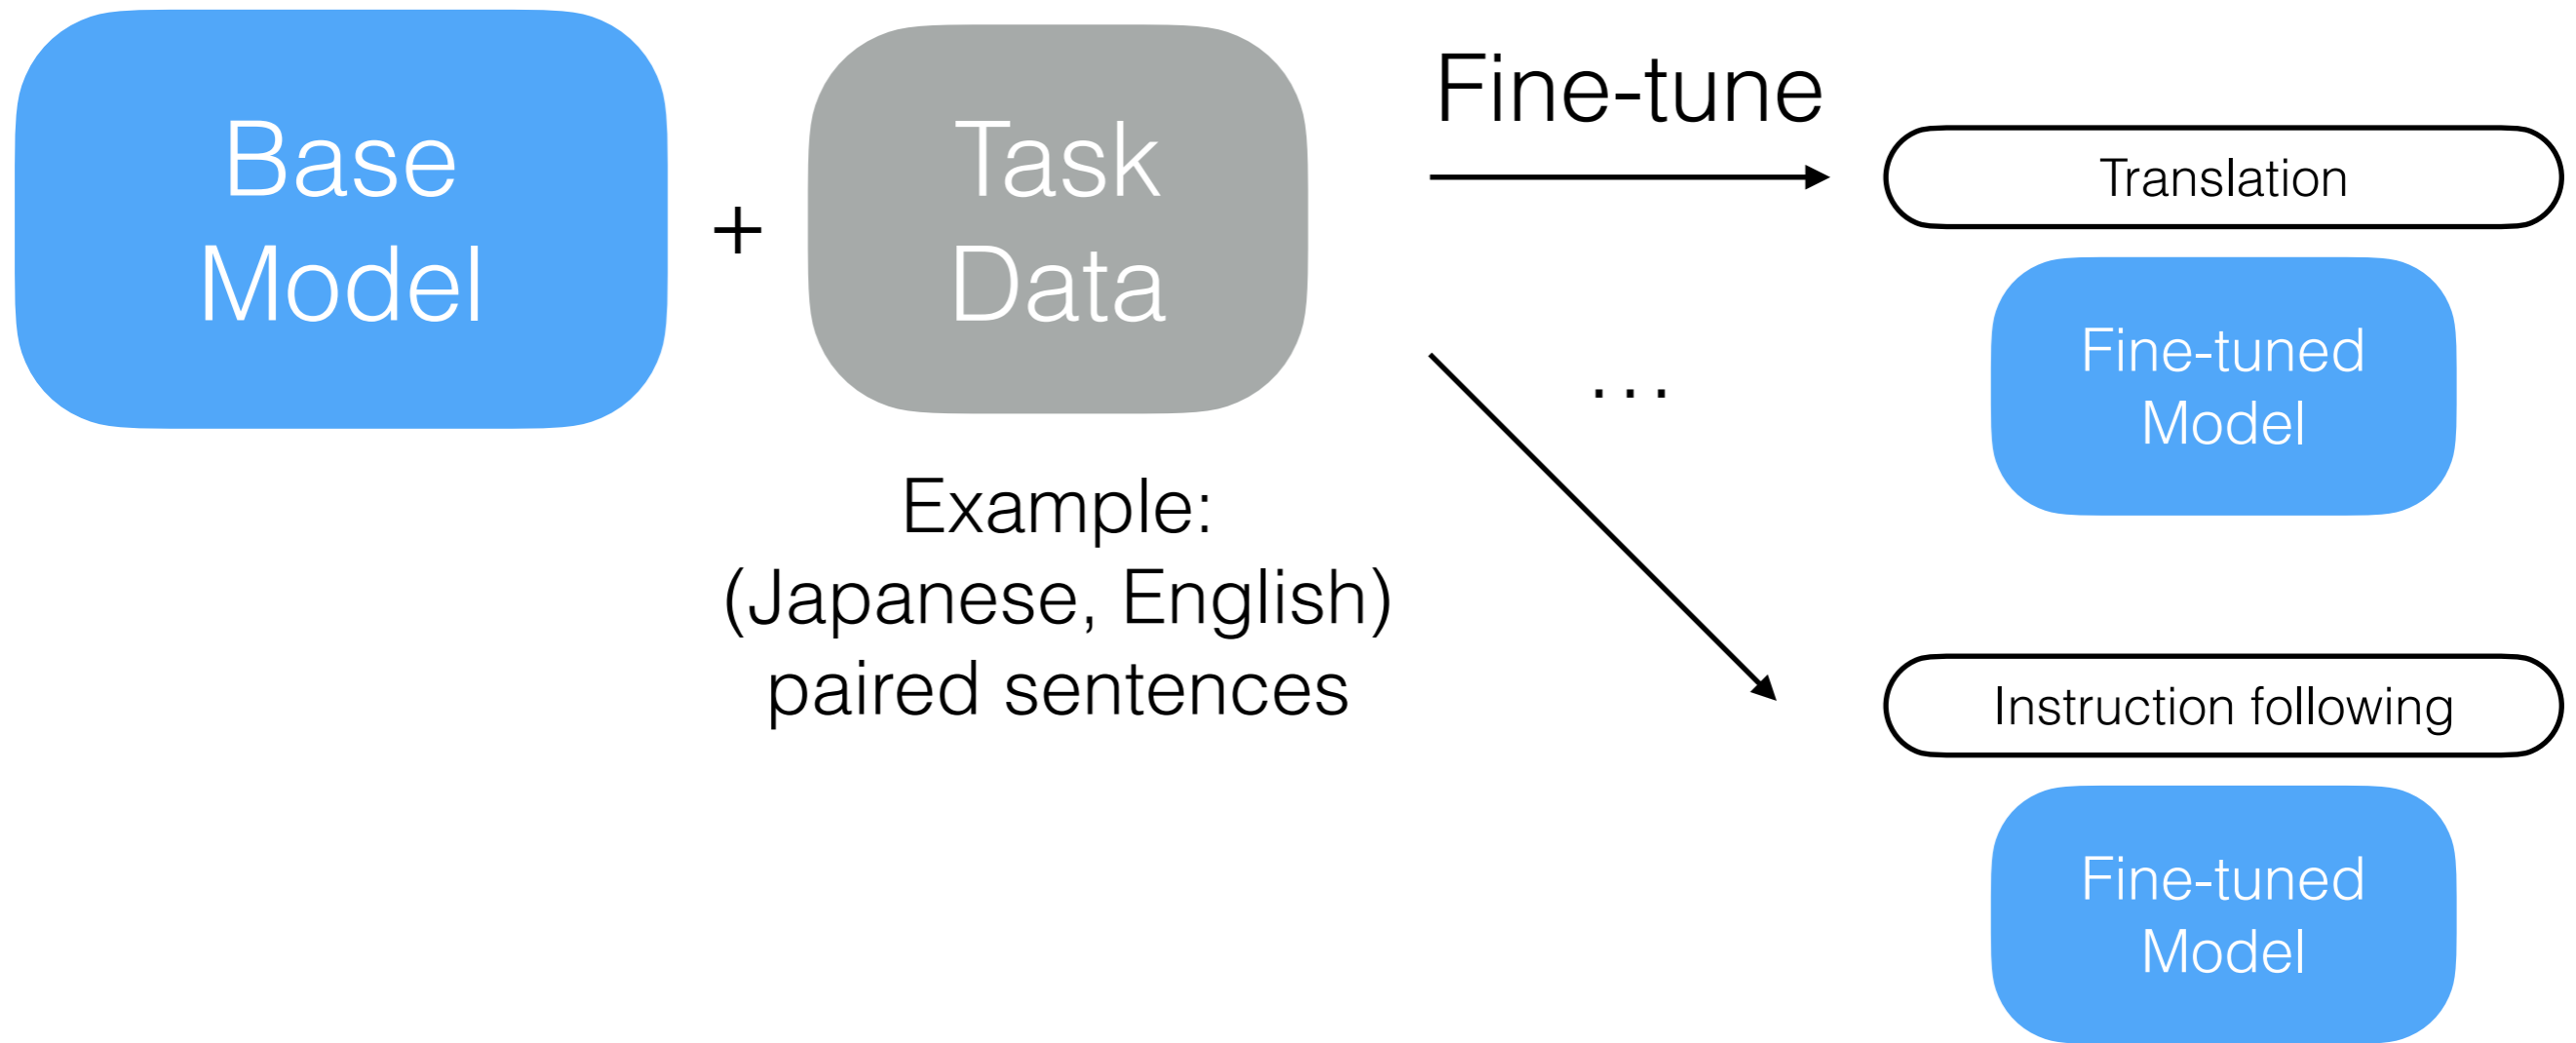 Base
Model
+
Task
Data
Example:
(Japanese, English)
paired sentences
Fine-tune
...
Translation
Fine-tuned
Model
Instruction following
Fine-tuned
Model